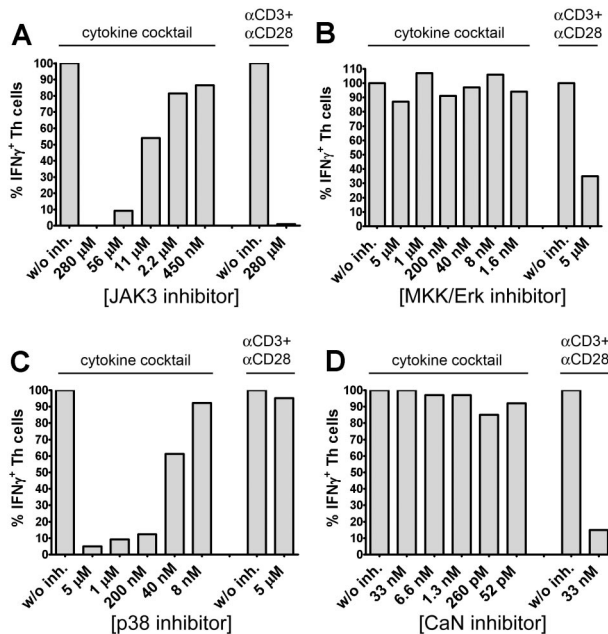 A
cytokine cocktail
αCD3+
αCD28
% IFNγ+ Th cells
100
90
80
70
60
50
40
30
20
10
0
w/o inh.
280 µM
56 µM
11 µM
2.2 µM
450 nM
w/o inh.
280 µM
[JAK3 inhibitor]
B
cytokine cocktail
αCD3+
αCD28
% IFNγ+ Th cells
110
100
90
80
70
60
50
40
30
20
10
0
w/o inh.
5 µM
1 µM
200 nM
40 nM
8 nM
1.6 nM
w/o inh.
5 µM
[MKK/Erk inhibitor]
C
cytokine cocktail
αCD3+
αCD28
% IFNγ+ Th cells
100
90
80
70
60
50
40
30
20
10
0
w/o inh.
5 µM
1 µM
200 nM
40 nM
8 nM
w/o inh.
5 µM
[p38 inhibitor]
D
cytokine cocktail
αCD3+
αCD28
% IFNγ+ Th cells
100
90
80
70
60
50
40
30
20
10
0
w/o inh.
33 nM
6.6 nM
1.3 nM
260 pM
52 pM
w/o inh.
33 nM
[CaN inhibitor]